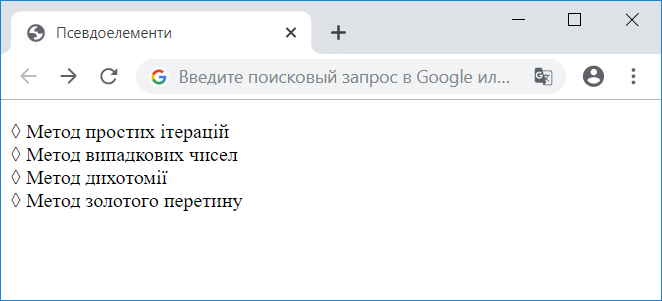 Псевдоелементи
Введите поисковый запрос в Google ил...
◊ Метод простих ітерацій
◊ Метод випадкових чисел
◊ Метод дихотомії
◊ Метод золотого перетину